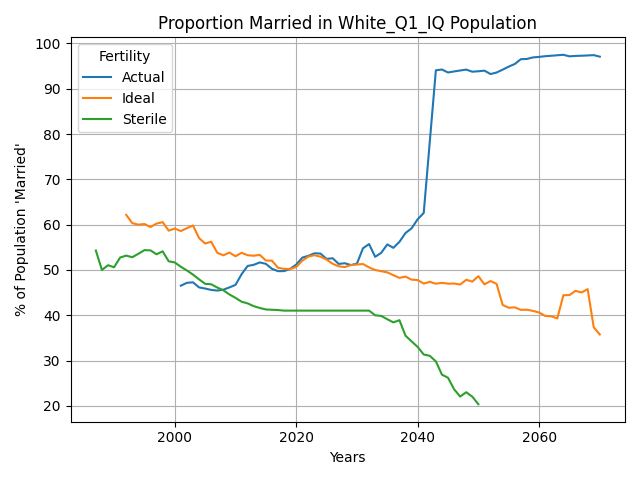 Proportion Married in White_Q1_IQ Population
100
90
80
70
60
50
40
30
20
% of Population 'Married'
Fertility
Actual
Ideal
Sterile
2000
2020
2040
2060
Years